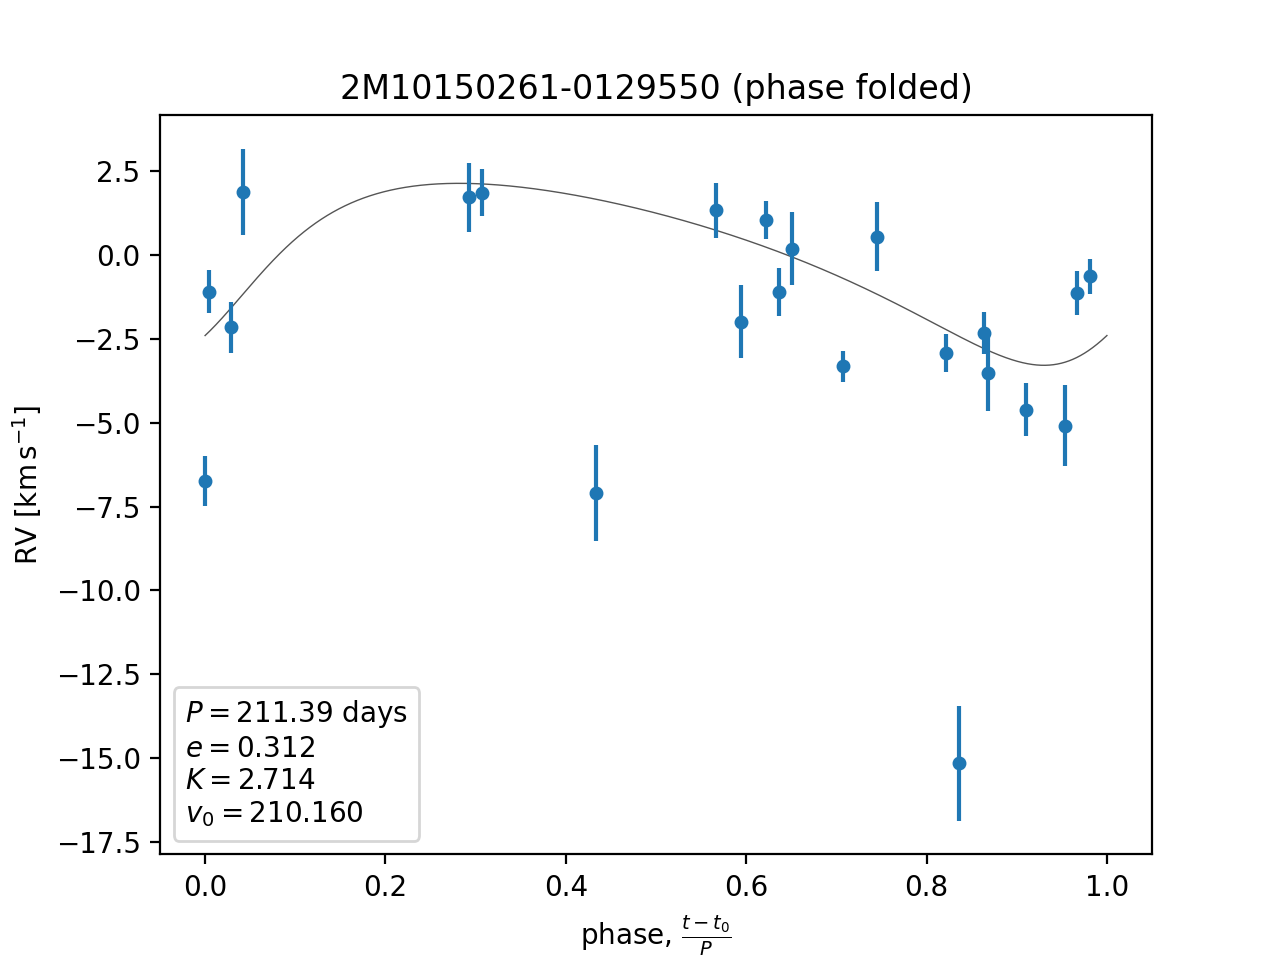 2M10150261-0129550 (phase folded)
2.5
0.0
−2.5
−5.0
−7.5
−10.0
−12.5
−15.0
−17.5
RV [km s⁻¹]
P = 211.39 days
e = 0.312
K = 2.714
v₀ = 210.160
0.0 0.2 0.4 0.6 0.8 1.0
phase, (t − t₀)/P